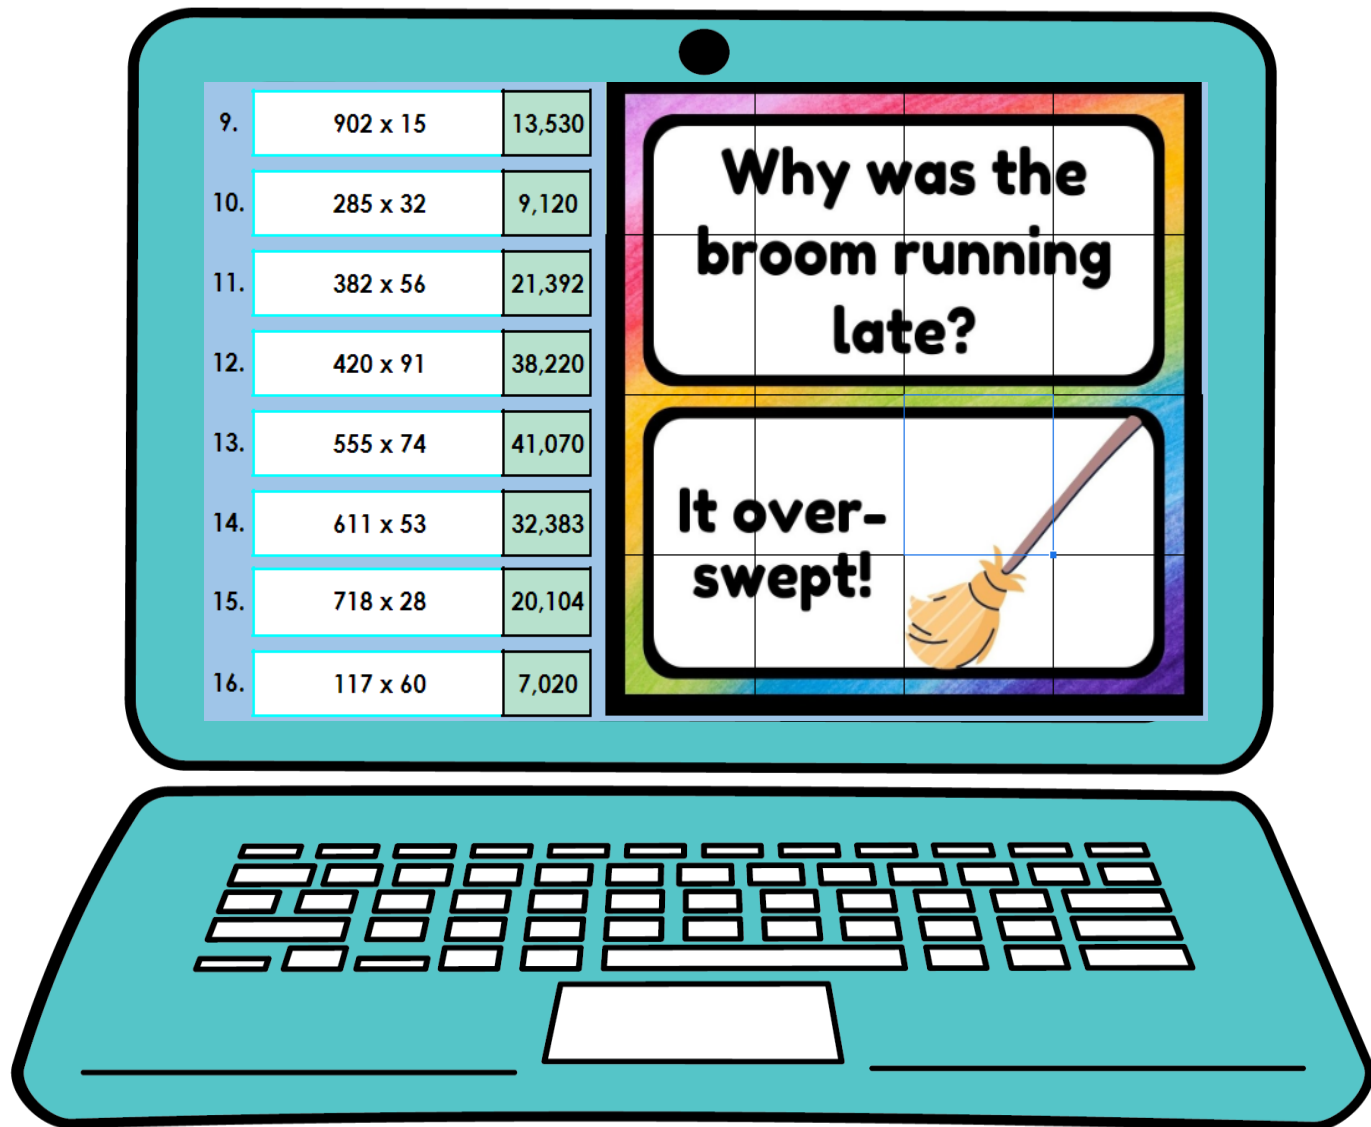 9. 902 x 15 13,530
10. 285 x 32 9,120
11. 382 x 56 21,392
12. 420 x 91 38,220
13. 555 x 74 41,070
14. 611 x 53 32,383
15. 718 x 28 20,104
16. 117 x 60 7,020
Why was the
broom running
late?
It over-
swept!